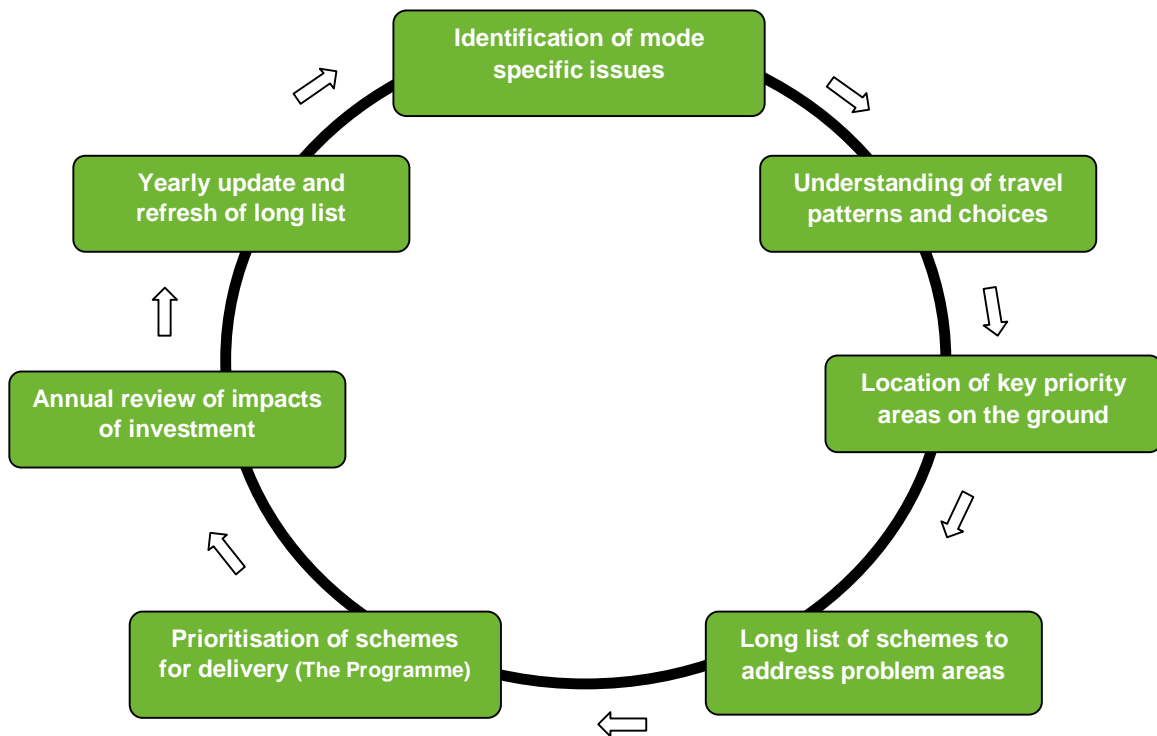 Identification of mode
specific issues
Understanding of travel
patterns and choices
Location of key priority
areas on the ground
Long list of schemes to
address problem areas
Prioritisation of schemes
for delivery (The Programme)
Annual review of impacts
of investment
Yearly update and
refresh of long list